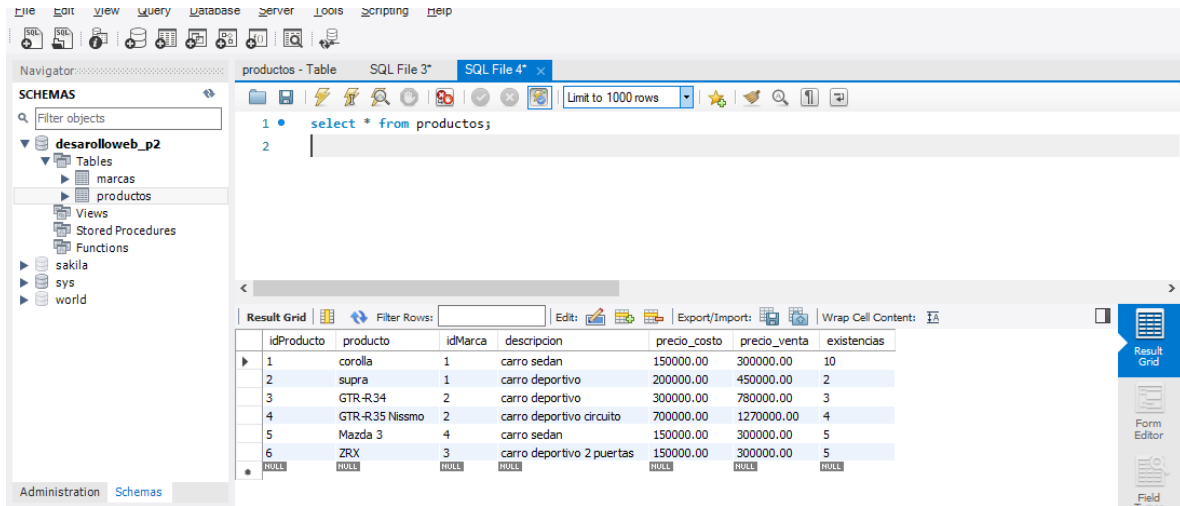 File Edit View Query Database Server Tools Scripting Help
Navigator
productos - Table SQL File 3* SQL File 4* ×
SCHEMAS
Limit to 1000 rows
Filter objects
1 select * from productos;
2
desarolloweb_p2
Tables
marcas
productos
Views
Stored Procedures
Functions
sakila
sys
world
Result Grid Filter Rows: Edit: Export/Import: Wrap Cell Content:
idProducto producto idMarca descripcion precio_costo precio_venta existencias
1 corolla 1 carro sedan 150000.00 300000.00 10
2 supra 1 carro deportivo 200000.00 450000.00 2
3 GTR-R34 2 carro deportivo 300000.00 780000.00 3
4 GTR-R35 Nissmo 2 carro deportivo circuito 700000.00 1270000.00 4
5 Mazda 3 4 carro sedan 150000.00 300000.00 5
6 ZRX 3 carro deportivo 2 puertas 150000.00 300000.00 5
NULL NULL NULL NULL NULL NULL NULL
Result
Grid
Form
Editor
Field
Administration Schemas